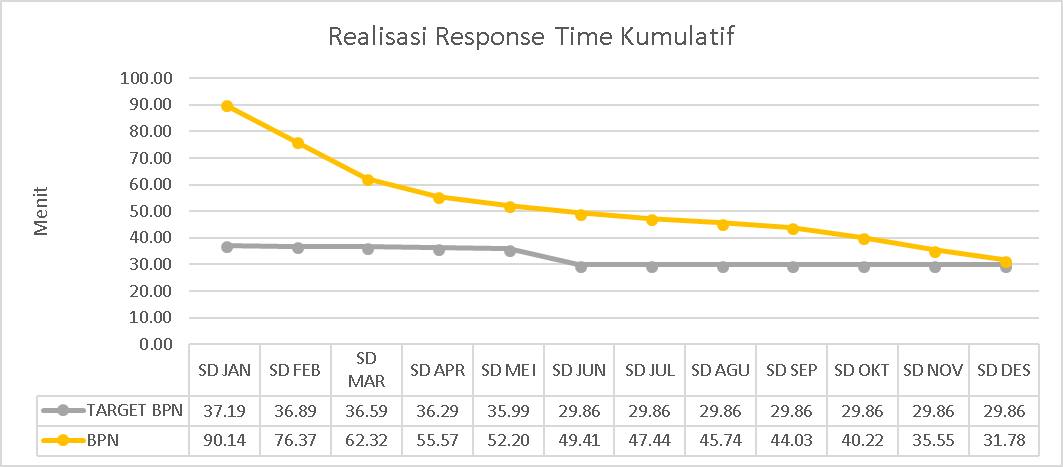 Realisasi Response Time Kumulatif
Menit
100.00
90.00
80.00
70.00
60.00
50.00
40.00
30.00
20.00
10.00
0.00
SD JAN SD FEB SD MAR SD APR SD MEI SD JUN SD JUL SD AGU SD SEP SD OKT SD NOV SD DES
TARGET BPN 37.19 36.89 36.59 36.29 35.99 29.86 29.86 29.86 29.86 29.86 29.86 29.86
BPN 90.14 76.37 62.32 55.57 52.20 49.41 47.44 45.74 44.03 40.22 35.55 31.78